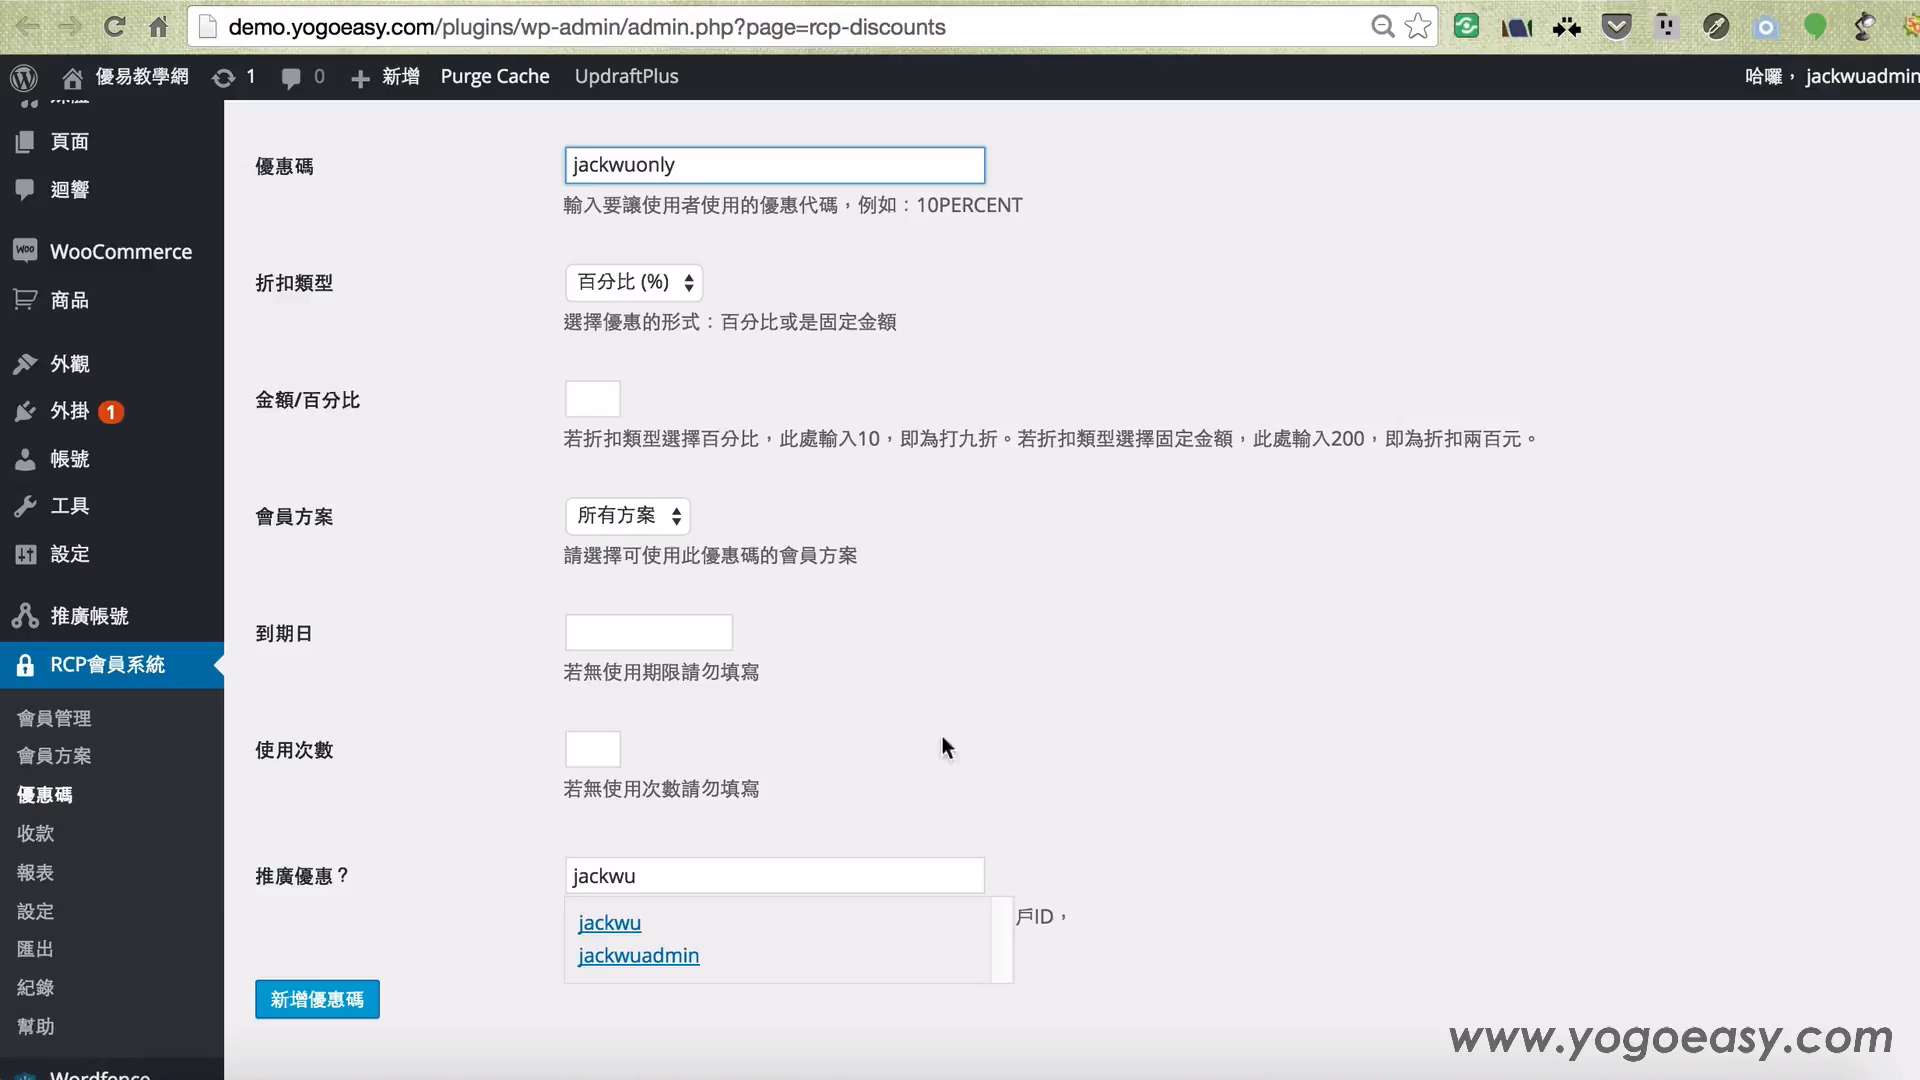 demo.yogoeasy.com/plugins/wp-admin/admin.php?page=rcp-discounts
優易教學網 1 0 新增 Purge Cache UpdraftPlus 哈囉， jackwuadmin
頁面
迴響
WooCommerce
商品
外觀
外掛 1
帳號
工具
設定
推廣帳號
RCP會員系統
會員管理
會員方案
優惠碼
收款
報表
設定
匯出
紀錄
幫助
Wordfence
優惠碼 jackwuonly
輸入要讓使用者使用的優惠代碼，例如：10PERCENT
折扣類型 百分比 (%)
選擇優惠的形式：百分比或是固定金額
金額/百分比
若折扣類型選擇百分比，此處輸入10，即為打九折。若折扣類型選擇固定金額，此處輸入200，即為折扣兩百元。
會員方案 所有方案
請選擇可使用此優惠碼的會員方案
到期日
若無使用期限請勿填寫
使用次數
若無使用次數請勿填寫
推廣優惠？ jackwu
戶ID，
jackwu
jackwuadmin
新增優惠碼
www.yogoeasy.com